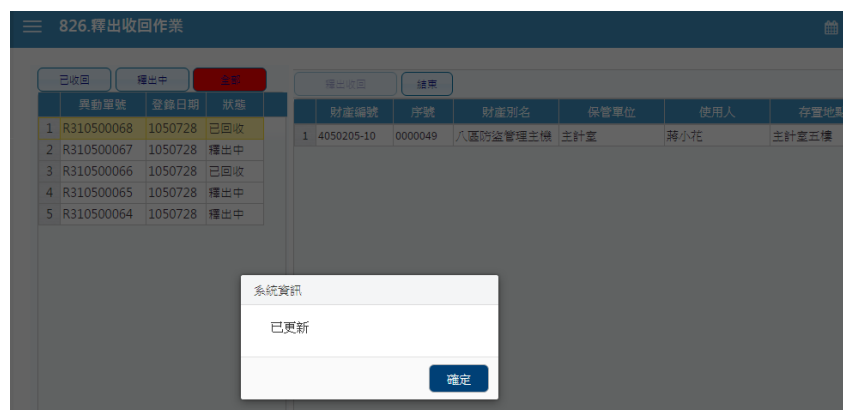 826.釋出收回作業
已收回 釋出中 全部
異動單號 登錄日期 狀態
1 R310500068 1050728 已回收
2 R310500067 1050728 釋出中
3 R310500066 1050728 已回收
4 R310500065 1050728 釋出中
5 R310500064 1050728 釋出中
釋出收回 結束
財產編號 序號 財產別名 保管單位 使用人 存置地點
1 4050205-10 0000049 八區防盜管理主機 主計室 蔣小花 主計室五樓
系統資訊
已更新
確定